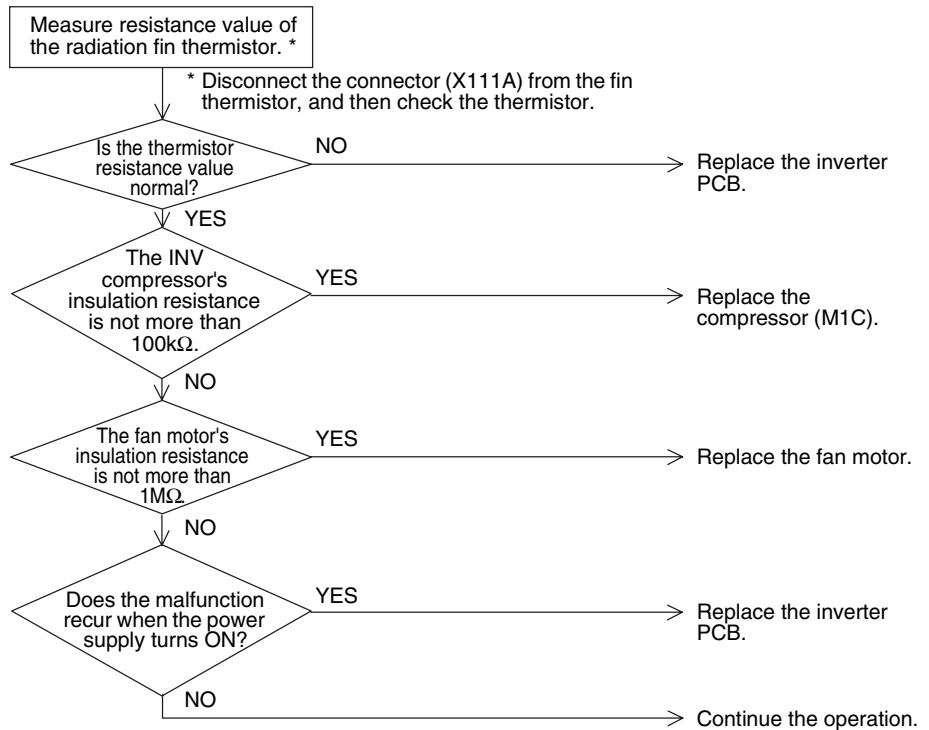 Measure resistance value of
the radiation fin thermistor. *
* Disconnect the connector (X111A) from the fin
thermistor, and then check the thermistor.
Is the thermistor
resistance value
normal?
NO
Replace the inverter
PCB.
YES
The INV
compressor's
insulation resistance
is not more than
100kΩ.
YES
Replace the
compressor (M1C).
NO
The fan motor's
insulation resistance
is not more than
1MΩ.
YES
Replace the fan motor.
NO
Does the malfunction
recur when the power
supply turns ON?
YES
Replace the inverter
PCB.
NO
Continue the operation.